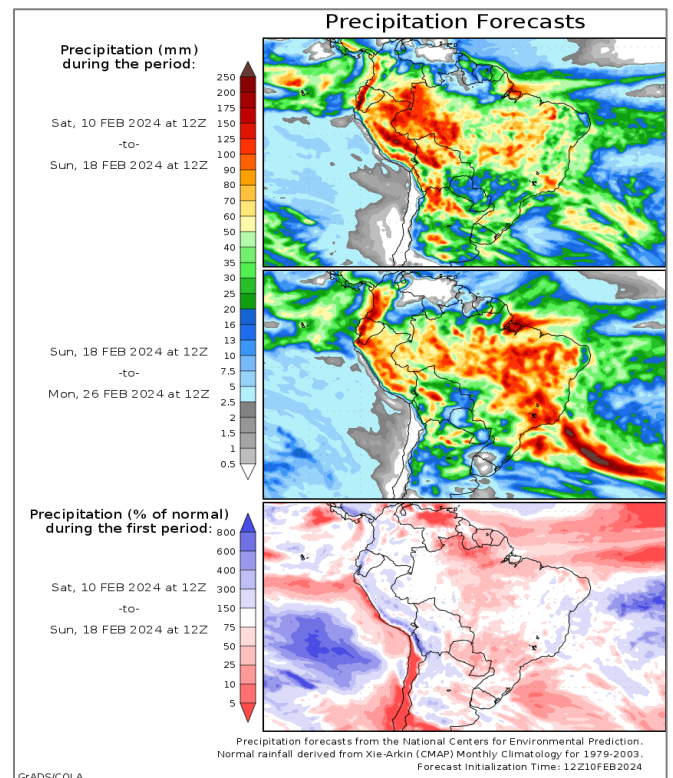 Precipitation Forecasts
Precipitation (mm)
during the period:
Sat, 10 FEB 2024 at 12Z
-to-
Sun, 18 FEB 2024 at 12Z
250
200
175
150
125
100
90
80
70
60
50
40
35
30
25
20
16
13
10
7.5
5
2.5
2
1.5
1
0.5
Sun, 18 FEB 2024 at 12Z
-to-
Mon, 26 FEB 2024 at 12Z
Precipitation (% of normal)
during the first period:
Sat, 10 FEB 2024 at 12Z
-to-
Sun, 18 FEB 2024 at 12Z
800
600
400
300
150
75
50
25
10
5
Precipitation forecasts from the National Centers for Environmental Prediction.
Normal rainfall derived from Xie-Arkin (CMAP) Monthly Climatology for 1979-2003.
Forecast Initialization Time: 12Z10FEB2024
GrADS/COLA